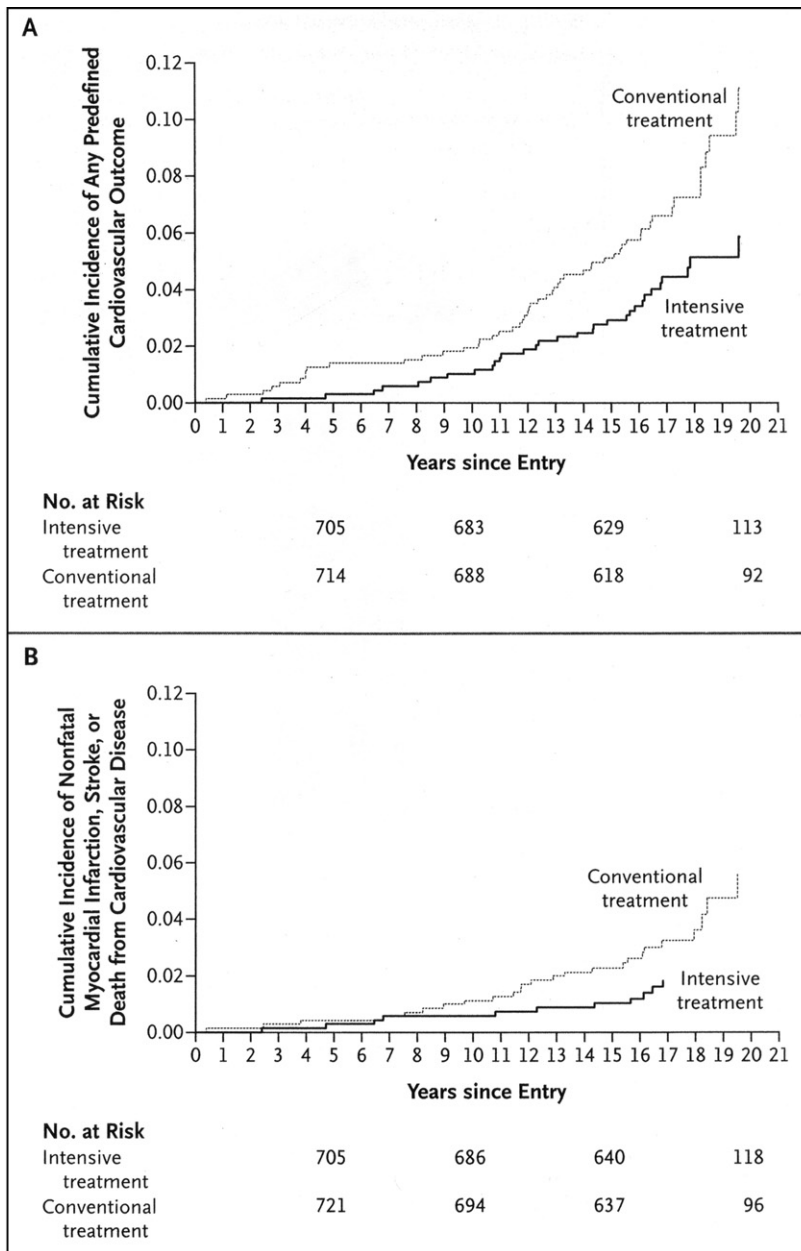 A
Cumulative Incidence of Any Predefined
Cardiovascular Outcome
0.12
0.10
0.08
0.06
0.04
0.02
0.00
Conventional
treatment
Intensive
treatment
0 1 2 3 4 5 6 7 8 9 10 11 12 13 14 15 16 17 18 19 20 21
Years since Entry
No. at Risk
Intensive treatment 705 683 629 113
Conventional treatment 714 688 618 92
B
Cumulative Incidence of Nonfatal
Myocardial Infarction, Stroke, or
Death from Cardiovascular Disease
0.12
0.10
0.08
0.06
0.04
0.02
0.00
Conventional
treatment
Intensive
treatment
0 1 2 3 4 5 6 7 8 9 10 11 12 13 14 15 16 17 18 19 20 21
Years since Entry
No. at Risk
Intensive treatment 705 686 640 118
Conventional treatment 721 694 637 96